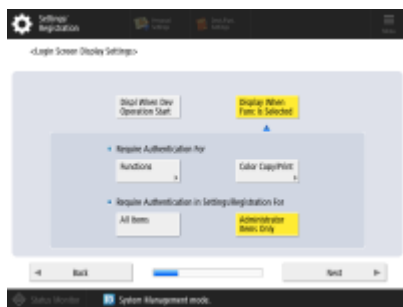 Settings/
Registration
<Login Screen Display Settings>
Displ When Dev
Operation Start
Display When
Func Is Selected
Require Authentication For
Functions
Color Copy/Print
Require Authentication in Settings/Registration For
All Items
Administrator
Items Only
Back
Next
Status Monitor
System Management mode.